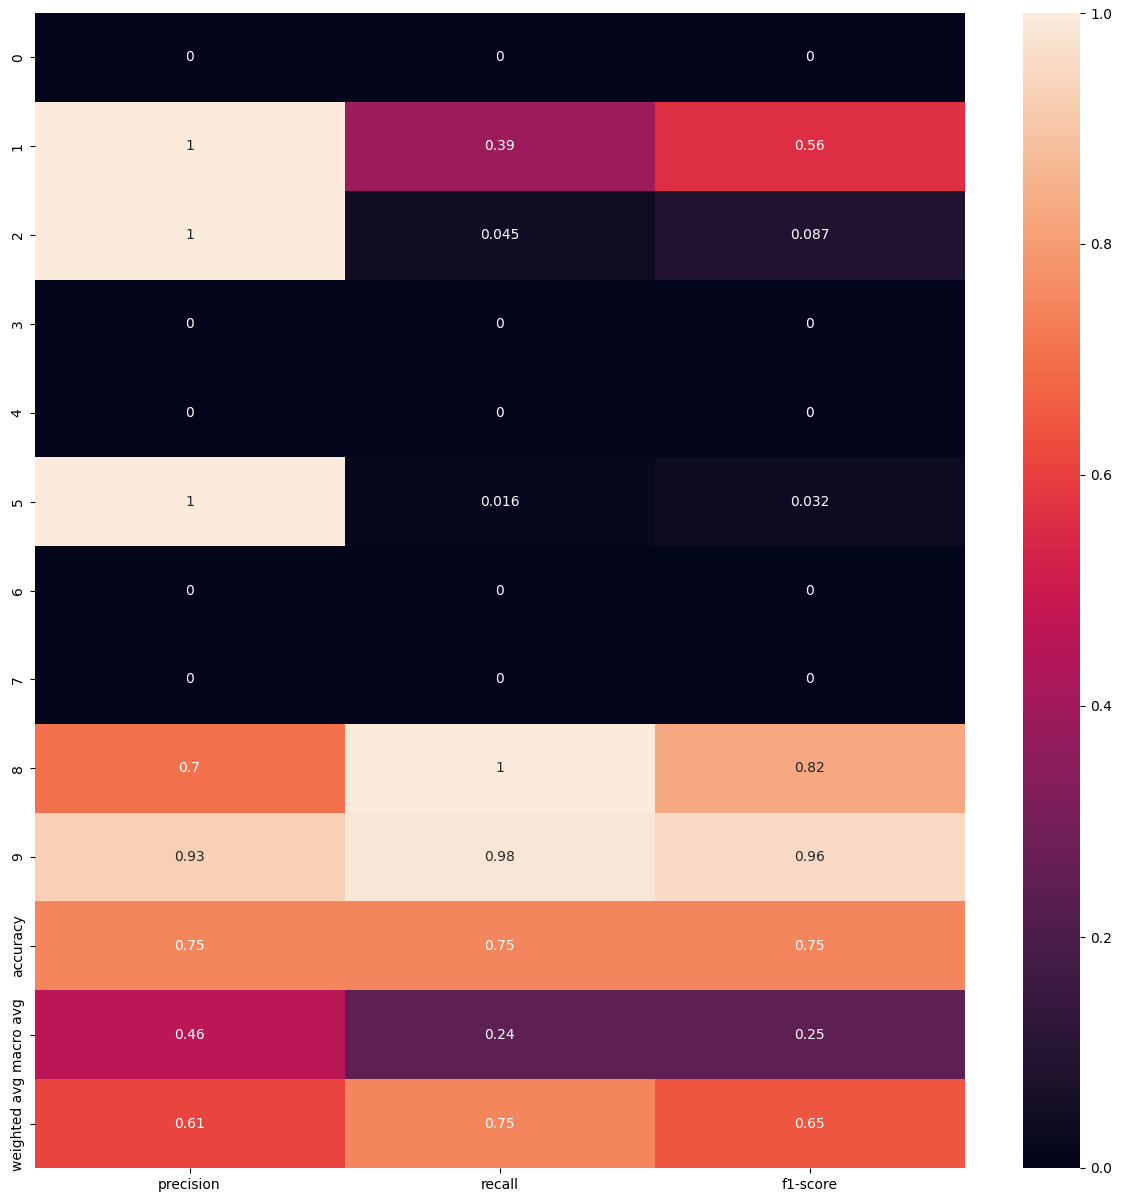 0 0 0 0
1 1 0.39 0.56
2 1 0.045 0.087
3 0 0 0
4 0 0 0
5 1 0.016 0.032
6 0 0 0
7 0 0 0
8 0.7 1 0.82
9 0.93 0.98 0.96
accuracy 0.75 0.75 0.75
macro avg 0.46 0.24 0.25
weighted avg 0.61 0.75 0.65
precision recall f1-score
1.0
0.8
0.6
0.4
0.2
0.0